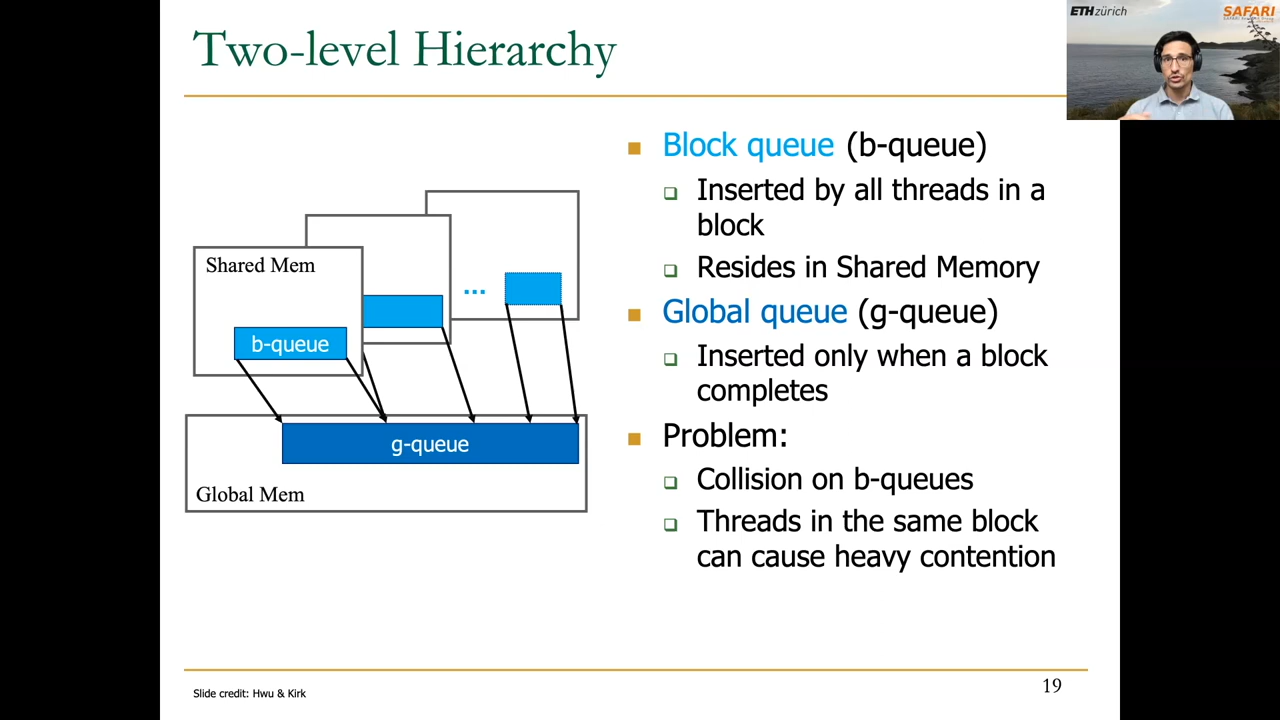 Two-level Hierarchy
ETH zürich
SAFARI
Block queue (b-queue)
Inserted by all threads in a
block
Resides in Shared Memory
Global queue (g-queue)
Inserted only when a block
completes
Problem:
Collision on b-queues
Threads in the same block
can cause heavy contention
Shared Mem
...
b-queue
g-queue
Global Mem
Slide credit: Hwu & Kirk
19